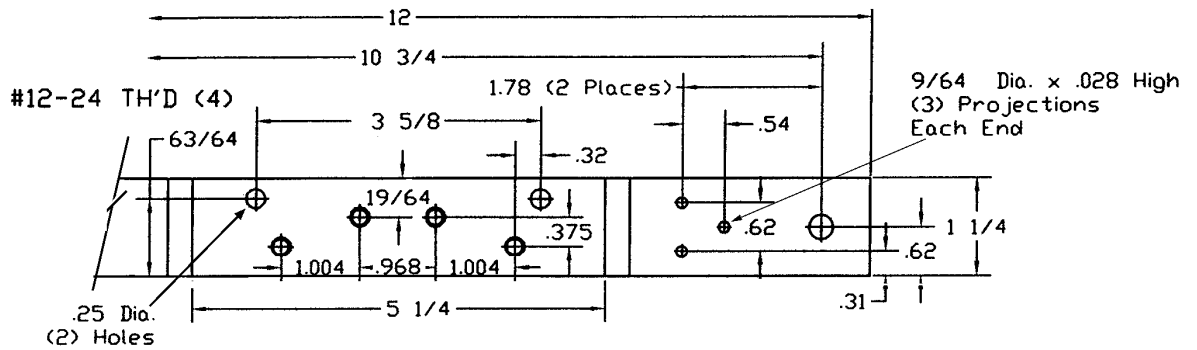 12
10 3/4
#12-24 TH'D (4)
1.78 (2 Places)
9/64 Dia. x .028 High
(3) Projections
Each End
3 5/8
.54
63/64
.32
19/64
.375
.62
1 1/4
.62
1.004
.968
1.004
.31
5 1/4
.25 Dia.
(2) Holes